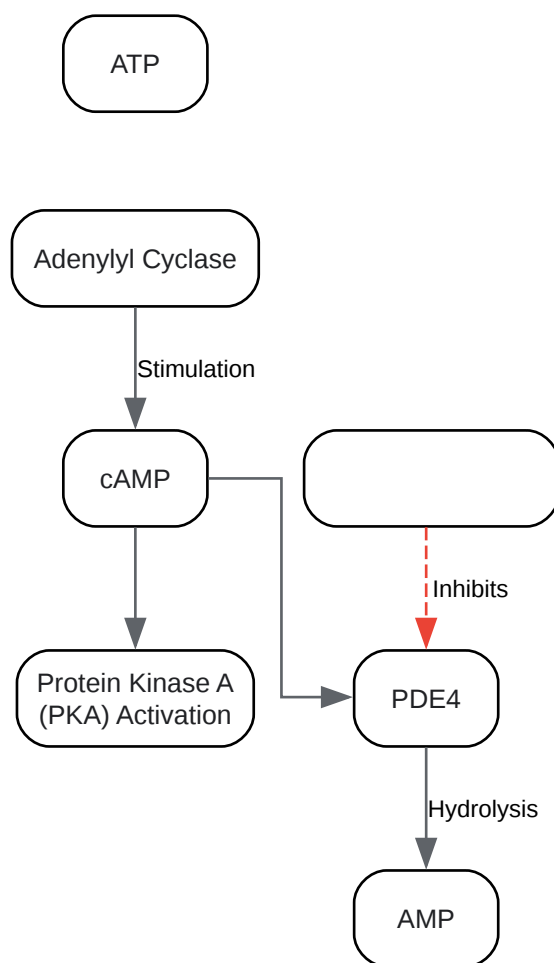 ATP
Adenylyl Cyclase
Stimulation
cAMP
Inhibits
Protein Kinase A
(PKA) Activation
PDE4
Hydrolysis
AMP